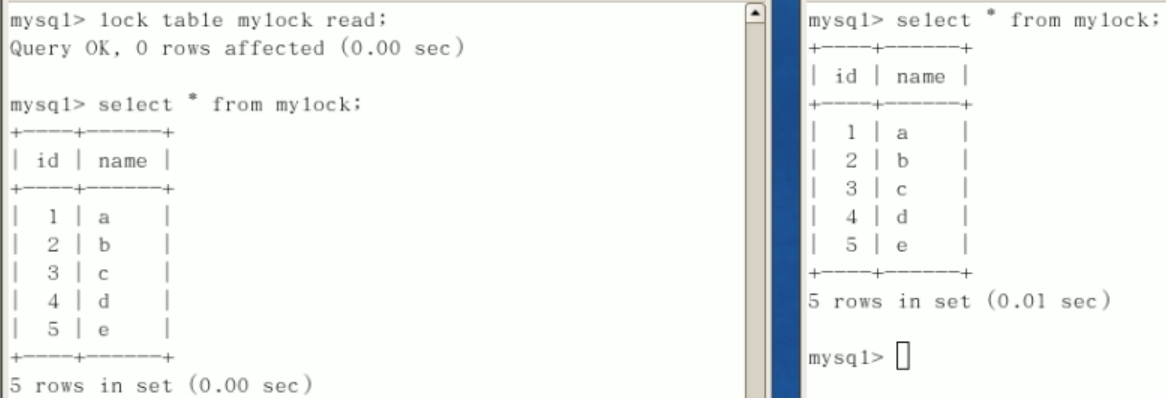 mysql> lock table mylock read;
Query OK, 0 rows affected (0.00 sec)

mysql> select * from mylock;
+----+------+
| id | name |
+----+------+
|  1 | a    |
|  2 | b    |
|  3 | c    |
|  4 | d    |
|  5 | e    |
+----+------+
5 rows in set (0.00 sec)
mysql> select * from mylock;
+----+------+
| id | name |
+----+------+
|  1 | a    |
|  2 | b    |
|  3 | c    |
|  4 | d    |
|  5 | e    |
+----+------+
5 rows in set (0.01 sec)

mysql>